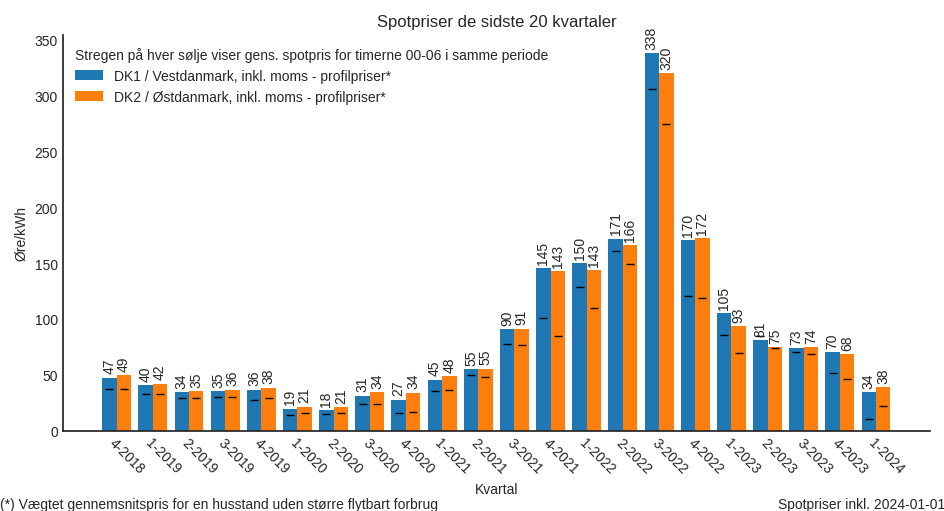 Spotpriser de sidste 20 kvartaler
Stregen på hver sølje viser gens. spotpris for timerne 00-06 i samme periode
DK1 / Vestdanmark, inkl. moms - profilpriser*
DK2 / Østdanmark, inkl. moms - profilpriser*
Øre/kWh
350
300
250
200
150
100
50
0
47 49 40 42 34 35 35 36 36 38 19 21 18 21 31 34 27 34 45 48 55 55 90 91 145 143 150 143 171 166 338 320 170 172 105 93 81 75 73 74 70 68 34 38
4-2018 1-2019 2-2019 3-2019 4-2019 1-2020 2-2020 3-2020 4-2020 1-2021 2-2021 3-2021 4-2021 1-2022 2-2022 3-2022 4-2022 1-2023 2-2023 3-2023 4-2023 1-2024
Kvartal
(*) Vægtet gennemsnitspris for en husstand uden større flytbart forbrug
Spotpriser inkl. 2024-01-01